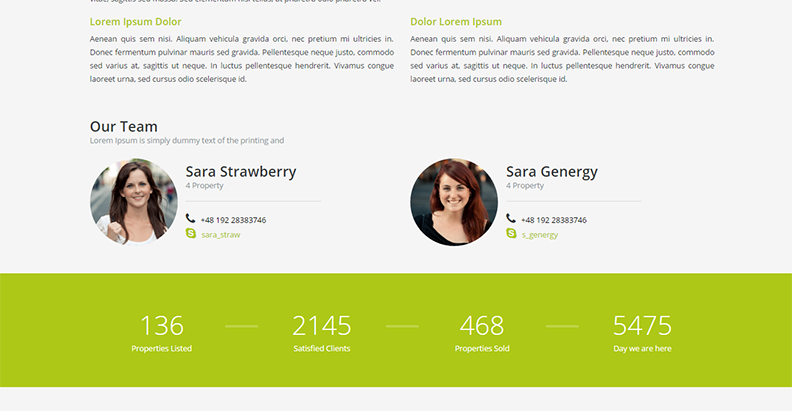 Lorem Ipsum Dolor
Aenean quis sem nisi. Aliquam vehicula gravida orci, nec pretium mi ultricies in.
Donec fermentum pulvinar mauris sed gravida. Pellentesque neque justo, commodo
sed varius at, sagittis ut neque. In luctus pellentesque hendrerit. Vivamus congue
laoreet urna, sed cursus odio scelerisque id.
Dolor Lorem Ipsum
Aenean quis sem nisi. Aliquam vehicula gravida orci, nec pretium mi ultricies in.
Donec fermentum pulvinar mauris sed gravida. Pellentesque neque justo, commodo
sed varius at, sagittis ut neque. In luctus pellentesque hendrerit. Vivamus congue
laoreet urna, sed cursus odio scelerisque id.
Our Team
Lorem Ipsum is simply dummy text of the printing and
Sara Strawberry
4 Property
+48 192 28383746
sara_straw
Sara Genergy
4 Property
+48 192 28383746
s_genergy
136
Properties Listed
2145
Satisfied Clients
468
Properties Sold
5475
Day we are here